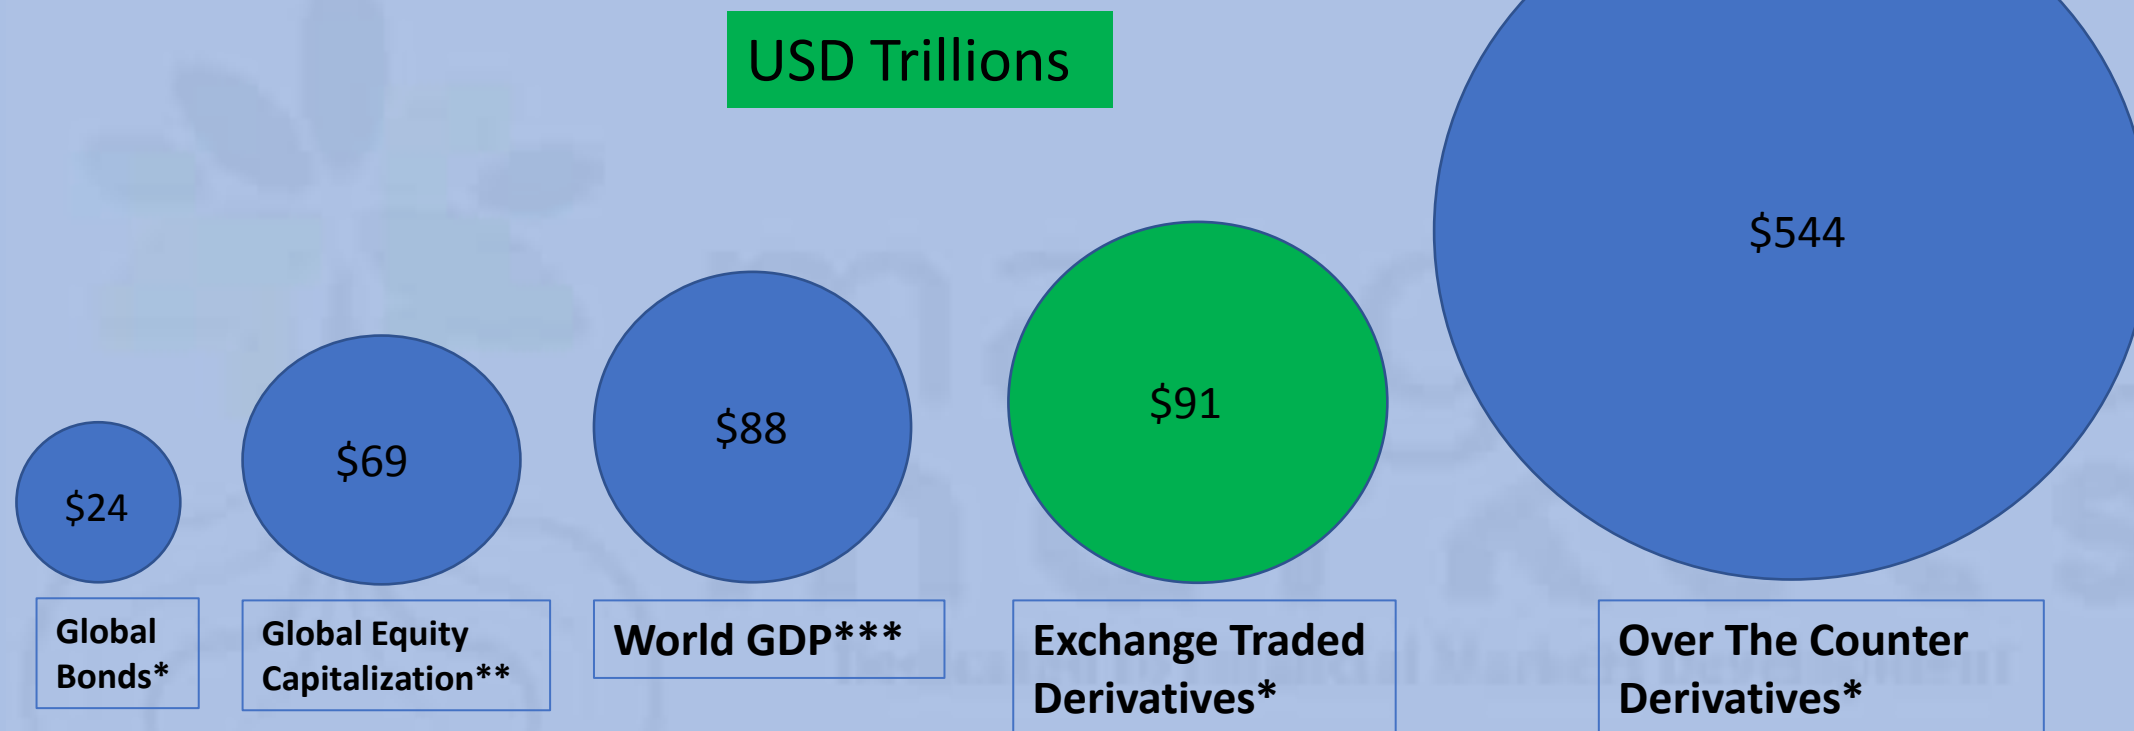 USD Trillions
$544
$91
$88
$69
$24
Global
Bonds*
Global Equity
Capitalization**
World GDP***
Exchange Traded
Derivatives*
Over The Counter
Derivatives*